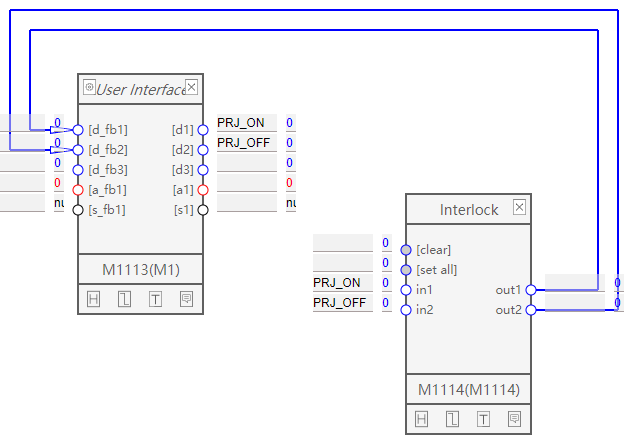 User Interface
0 [d_fb1] [d1] PRJ_ON 0
0 [d_fb2] [d2] PRJ_OFF 0
0 [d_fb3] [d3] 0
0 [a_fb1] [a1] 0
nu [s_fb1] [s1] nu
M1113(M1)
H T
Interlock
0 [clear]
0 [set all]
PRJ_ON 0 in1 out1 0
PRJ_OFF 0 in2 out2 0
M1114(M1114)
H T